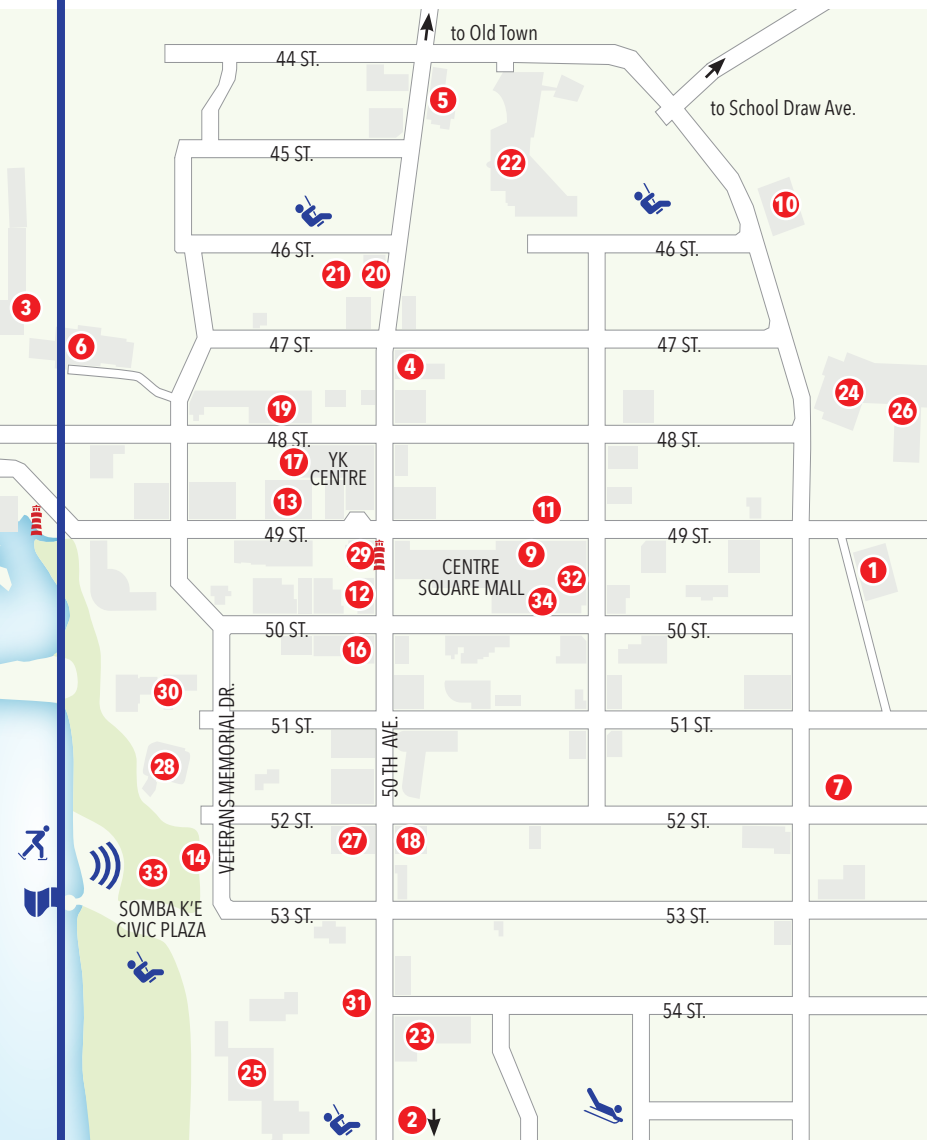 to Old Town
44 ST.
5
to School Draw Ave.
45 ST.
22
10
46 ST.
46 ST.
21
20
3
6
47 ST.
47 ST.
4
24
26
19
48 ST.
48 ST.
17
YK
CENTRE
13
11
49 ST.
49 ST.
29
9
CENTRE
SQUARE MALL
32
1
12
34
50 ST.
50 ST.
16
30
VETERANS MEMORIAL DR.
51 ST.
51 ST.
50TH AVE.
28
7
52 ST.
52 ST.
27
18
14
33
SOMBA K'E
CIVIC PLAZA
53 ST.
53 ST.
31
54 ST.
23
25
2